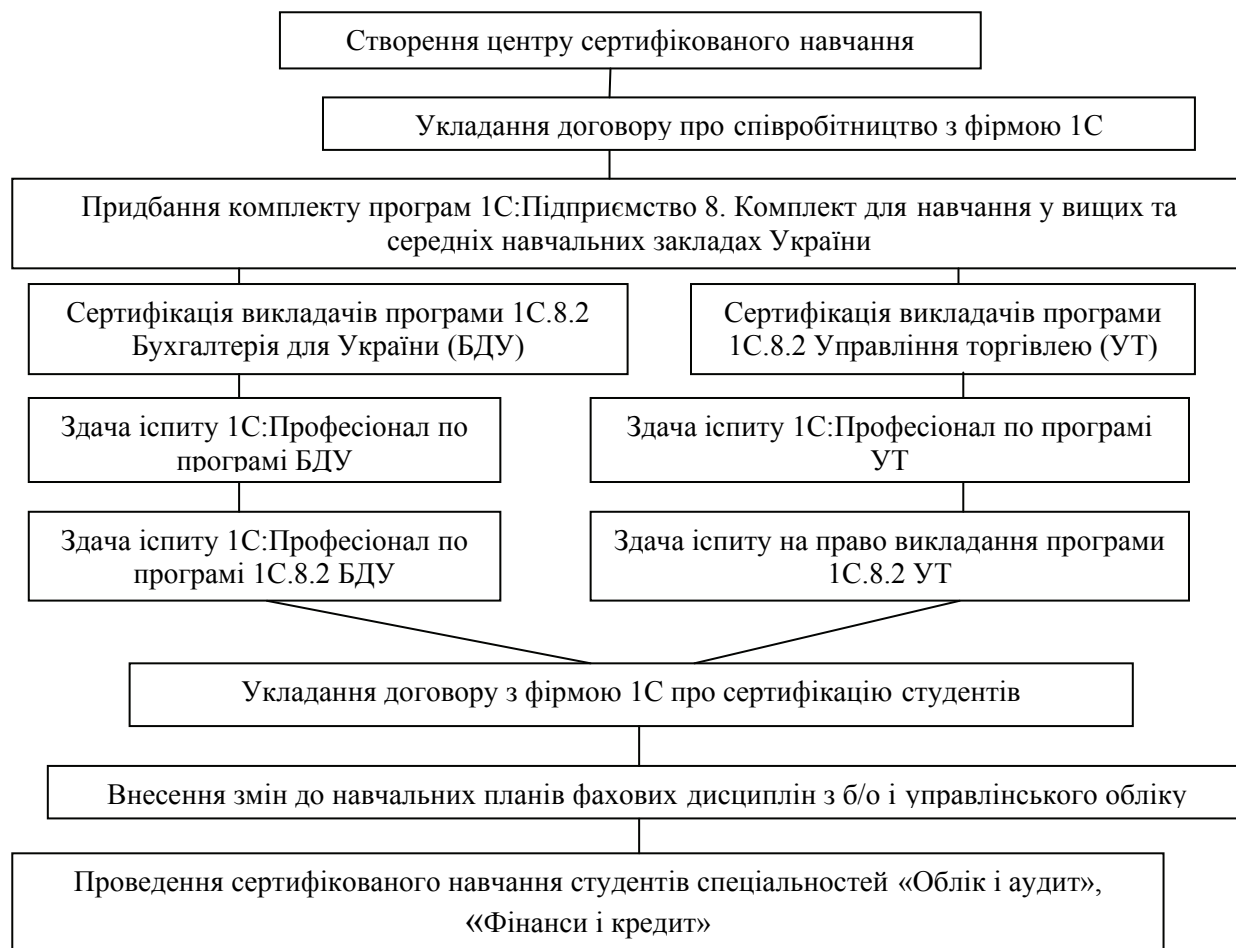 Створення центру сертифікованого навчання
Укладання договору про співробітництво з фірмою 1С
Придбання комплекту програм 1С:Підприємство 8. Комплект для навчання у вищих та
середніх навчальних закладах України
Сертифікація викладачів програми 1С.8.2
Бухгалтерія для України (БДУ)
Сертифікація викладачів програми
1С.8.2 Управління торгівлею (УТ)
Здача іспиту 1С:Професіонал по
програмі БДУ
Здача іспиту 1С:Професіонал по програмі
УТ
Здача іспиту 1С:Професіонал по
програмі 1С.8.2 БДУ
Здача іспиту на право викладання програми
1С.8.2 УТ
Укладання договору з фірмою 1С про сертифікацію студентів
Внесення змін до навчальних планів фахових дисциплін з б/о і управлінського обліку
Проведення сертифікованого навчання студентів спеціальностей «Облік і аудит»,
«Фінанси і кредит»